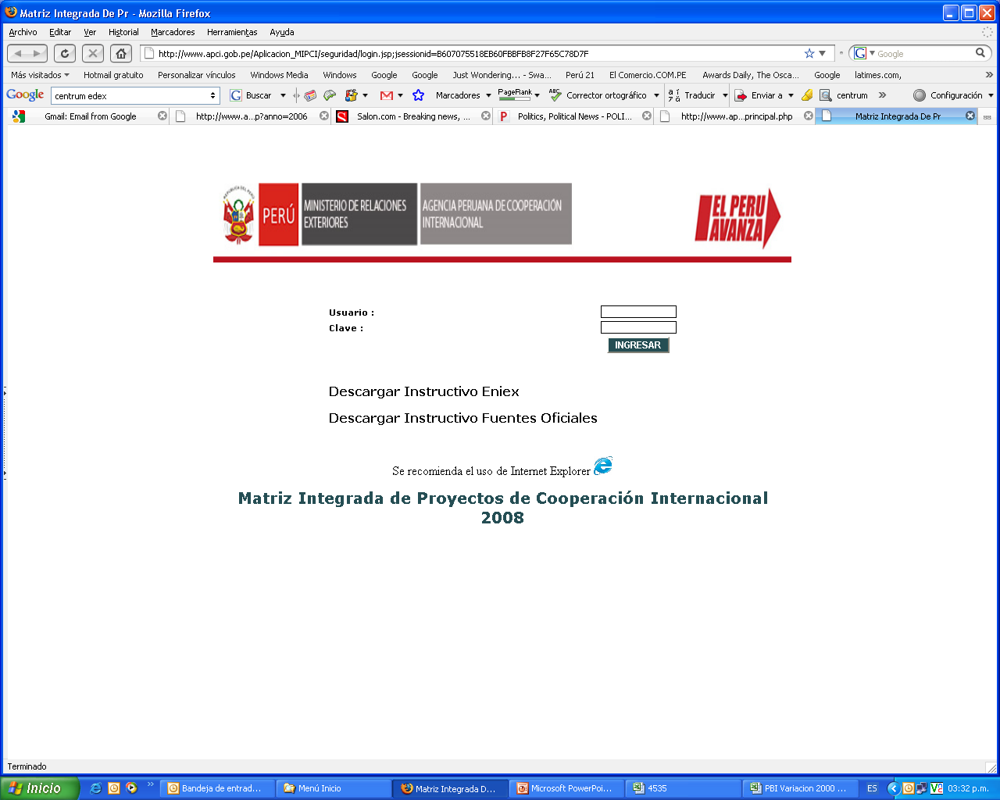 Matriz Integrada De Pr - Mozilla Firefox
Archivo Editar Ver Historial Marcadores Herramientas Ayuda
http://www.apci.gob.pe/Aplicacion_MIPCI/seguridad/login.jsp;jsessionid=B607075518EB60FBBFB8F27F65C78D7F
Google
Más visitados Hotmail gratuito Personalizar vínculos Windows Media Windows Google Google Just Wondering... - Swa... Perú 21 El Comercio.COM.PE Awards Daily, The Osca... Google latimes.com,
Google centrum edex Buscar Marcadores PageRank Corrector ortográfico Traducir Enviar a centrum Configuración
Gmail: Email from Google http://www.a...p?anno=2006 Salon.com - Breaking news, ... Politics, Political News - POLI... http://www.ap...principal.php Matriz Integrada De Pr
REPUBLICA DEL PERU
PERÚ
MINISTERIO DE RELACIONES
EXTERIORES
AGENCIA PERUANA DE COOPERACIÓN
INTERNACIONAL
EL PERU
AVANZA
Usuario :
Clave :
INGRESAR
Descargar Instructivo Eniex
Descargar Instructivo Fuentes Oficiales
Se recomienda el uso de Internet Explorer
Matriz Integrada de Proyectos de Cooperación Internacional
2008
Terminado
Inicio Bandeja de entrad... Menú Inicio Matriz Integrada D... Microsoft PowerPoi... 4535 PBI Variacion 2000 ... ES 03:32 p.m.